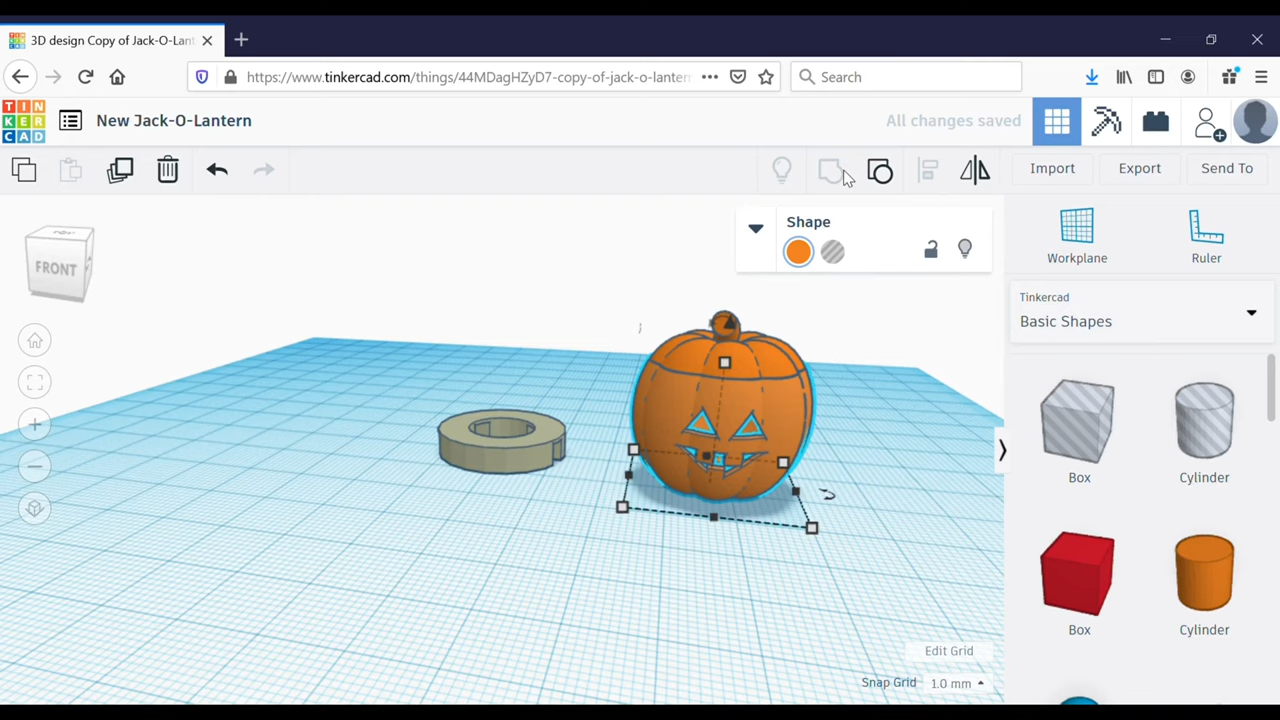 3D design Copy of Jack-O-Lant
https://www.tinkercad.com/things/44MDagHZyD7-copy-of-jack-o-lantern
Search
TIN
KER
CAD
New Jack-O-Lantern
All changes saved
Import
Export
Send To
Shape
TOP
FRONT
Workplane
Ruler
Tinkercad
Basic Shapes
Box
Cylinder
Box
Cylinder
Edit Grid
Snap Grid 1.0 mm